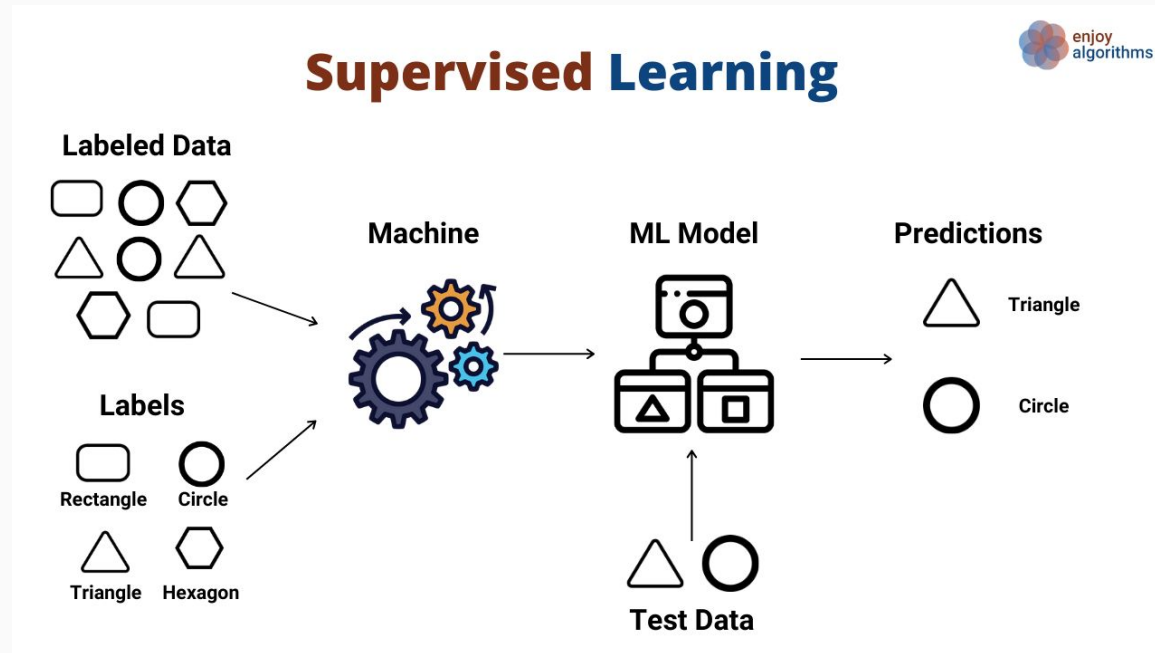 enjoy
algorithms
Supervised Learning
Labeled Data
Machine
ML Model
Predictions
Triangle
Circle
Labels
Rectangle Circle
Triangle Hexagon
Test Data